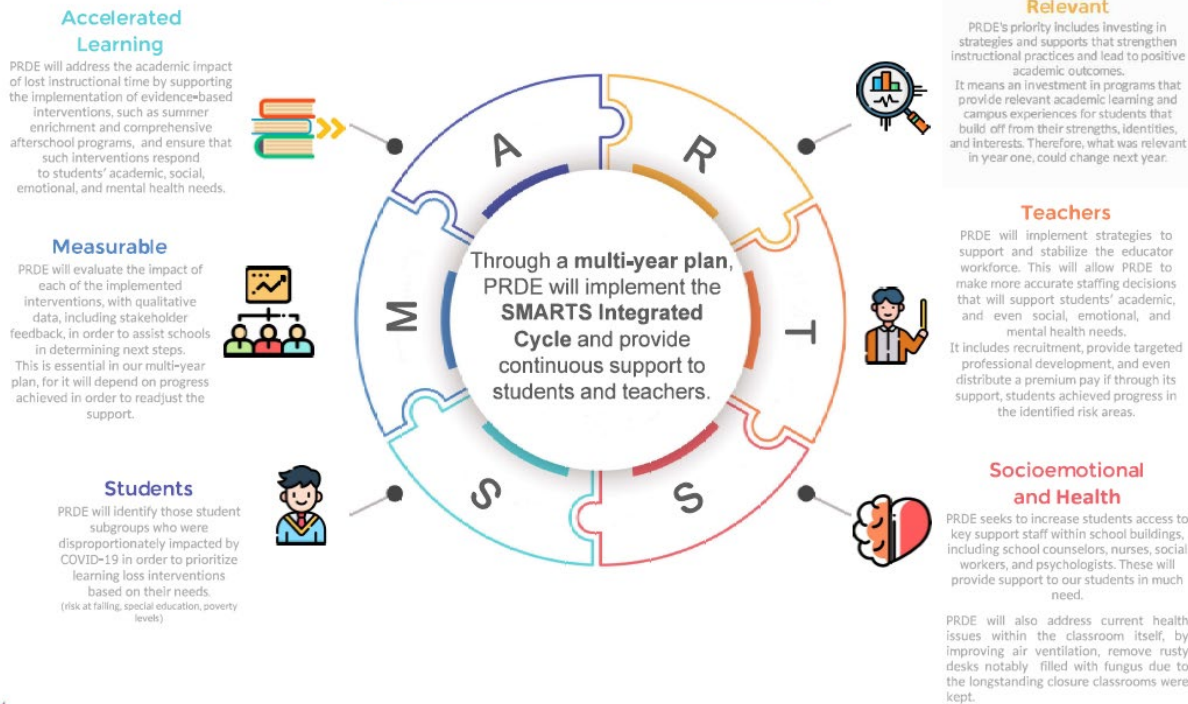 Accelerated
Learning
PRDE will address the academic impact
of lost instructional time by supporting
the implementation of evidence-based
interventions, such as summer
enrichment and comprehensive
afterschool programs, and ensure that
such interventions respond
to students' academic, social,
emotional, and mental health needs.
Measurable
PRDE will evaluate the impact of
each of the implemented
interventions, with qualitative
data, including stakeholder
feedback, in order to assist schools
in determining next steps.
This is essential in our multi-year
plan, for it will depend on progress
achieved in order to readjust the
support.
Students
PRDE will identify those student
subgroups who were
disproportionately impacted by
COVID-19 in order to prioritize
learning loss interventions
based on their needs.
(risk at failing, special education, poverty
levels)
S
M
A
R
T
S
Through a multi-year plan,
PRDE will implement the
SMARTS Integrated
Cycle and provide
continuous support to
students and teachers.
Relevant
PRDE's priority includes investing in
strategies and supports that strengthen
instructional practices and lead to positive
academic outcomes.
It means an investment in programs that
provide relevant academic learning and
campus experiences for students that
build off from their strengths, identities,
and interests. Therefore, what was relevant
in year one, could change next year.
Teachers
PRDE will implement strategies to
support and stabilize the educator
workforce. This will allow PRDE to
make more accurate staffing decisions
that will support students' academic,
and even social, emotional, and
mental health needs.
It includes recruitment, provide targeted
professional development, and even
distribute a premium pay if through its
support, students achieved progress in
the identified risk areas.
Socioemotional
and Health
PRDE seeks to increase students access to
key support staff within school buildings,
including school counselors, nurses, social
workers, and psychologists. These will
provide support to our students in much
need.
PRDE will also address current health
issues within the classroom itself, by
improving air ventilation, remove rusty
desks notably filled with fungus due to
the longstanding closure classrooms were
kept.